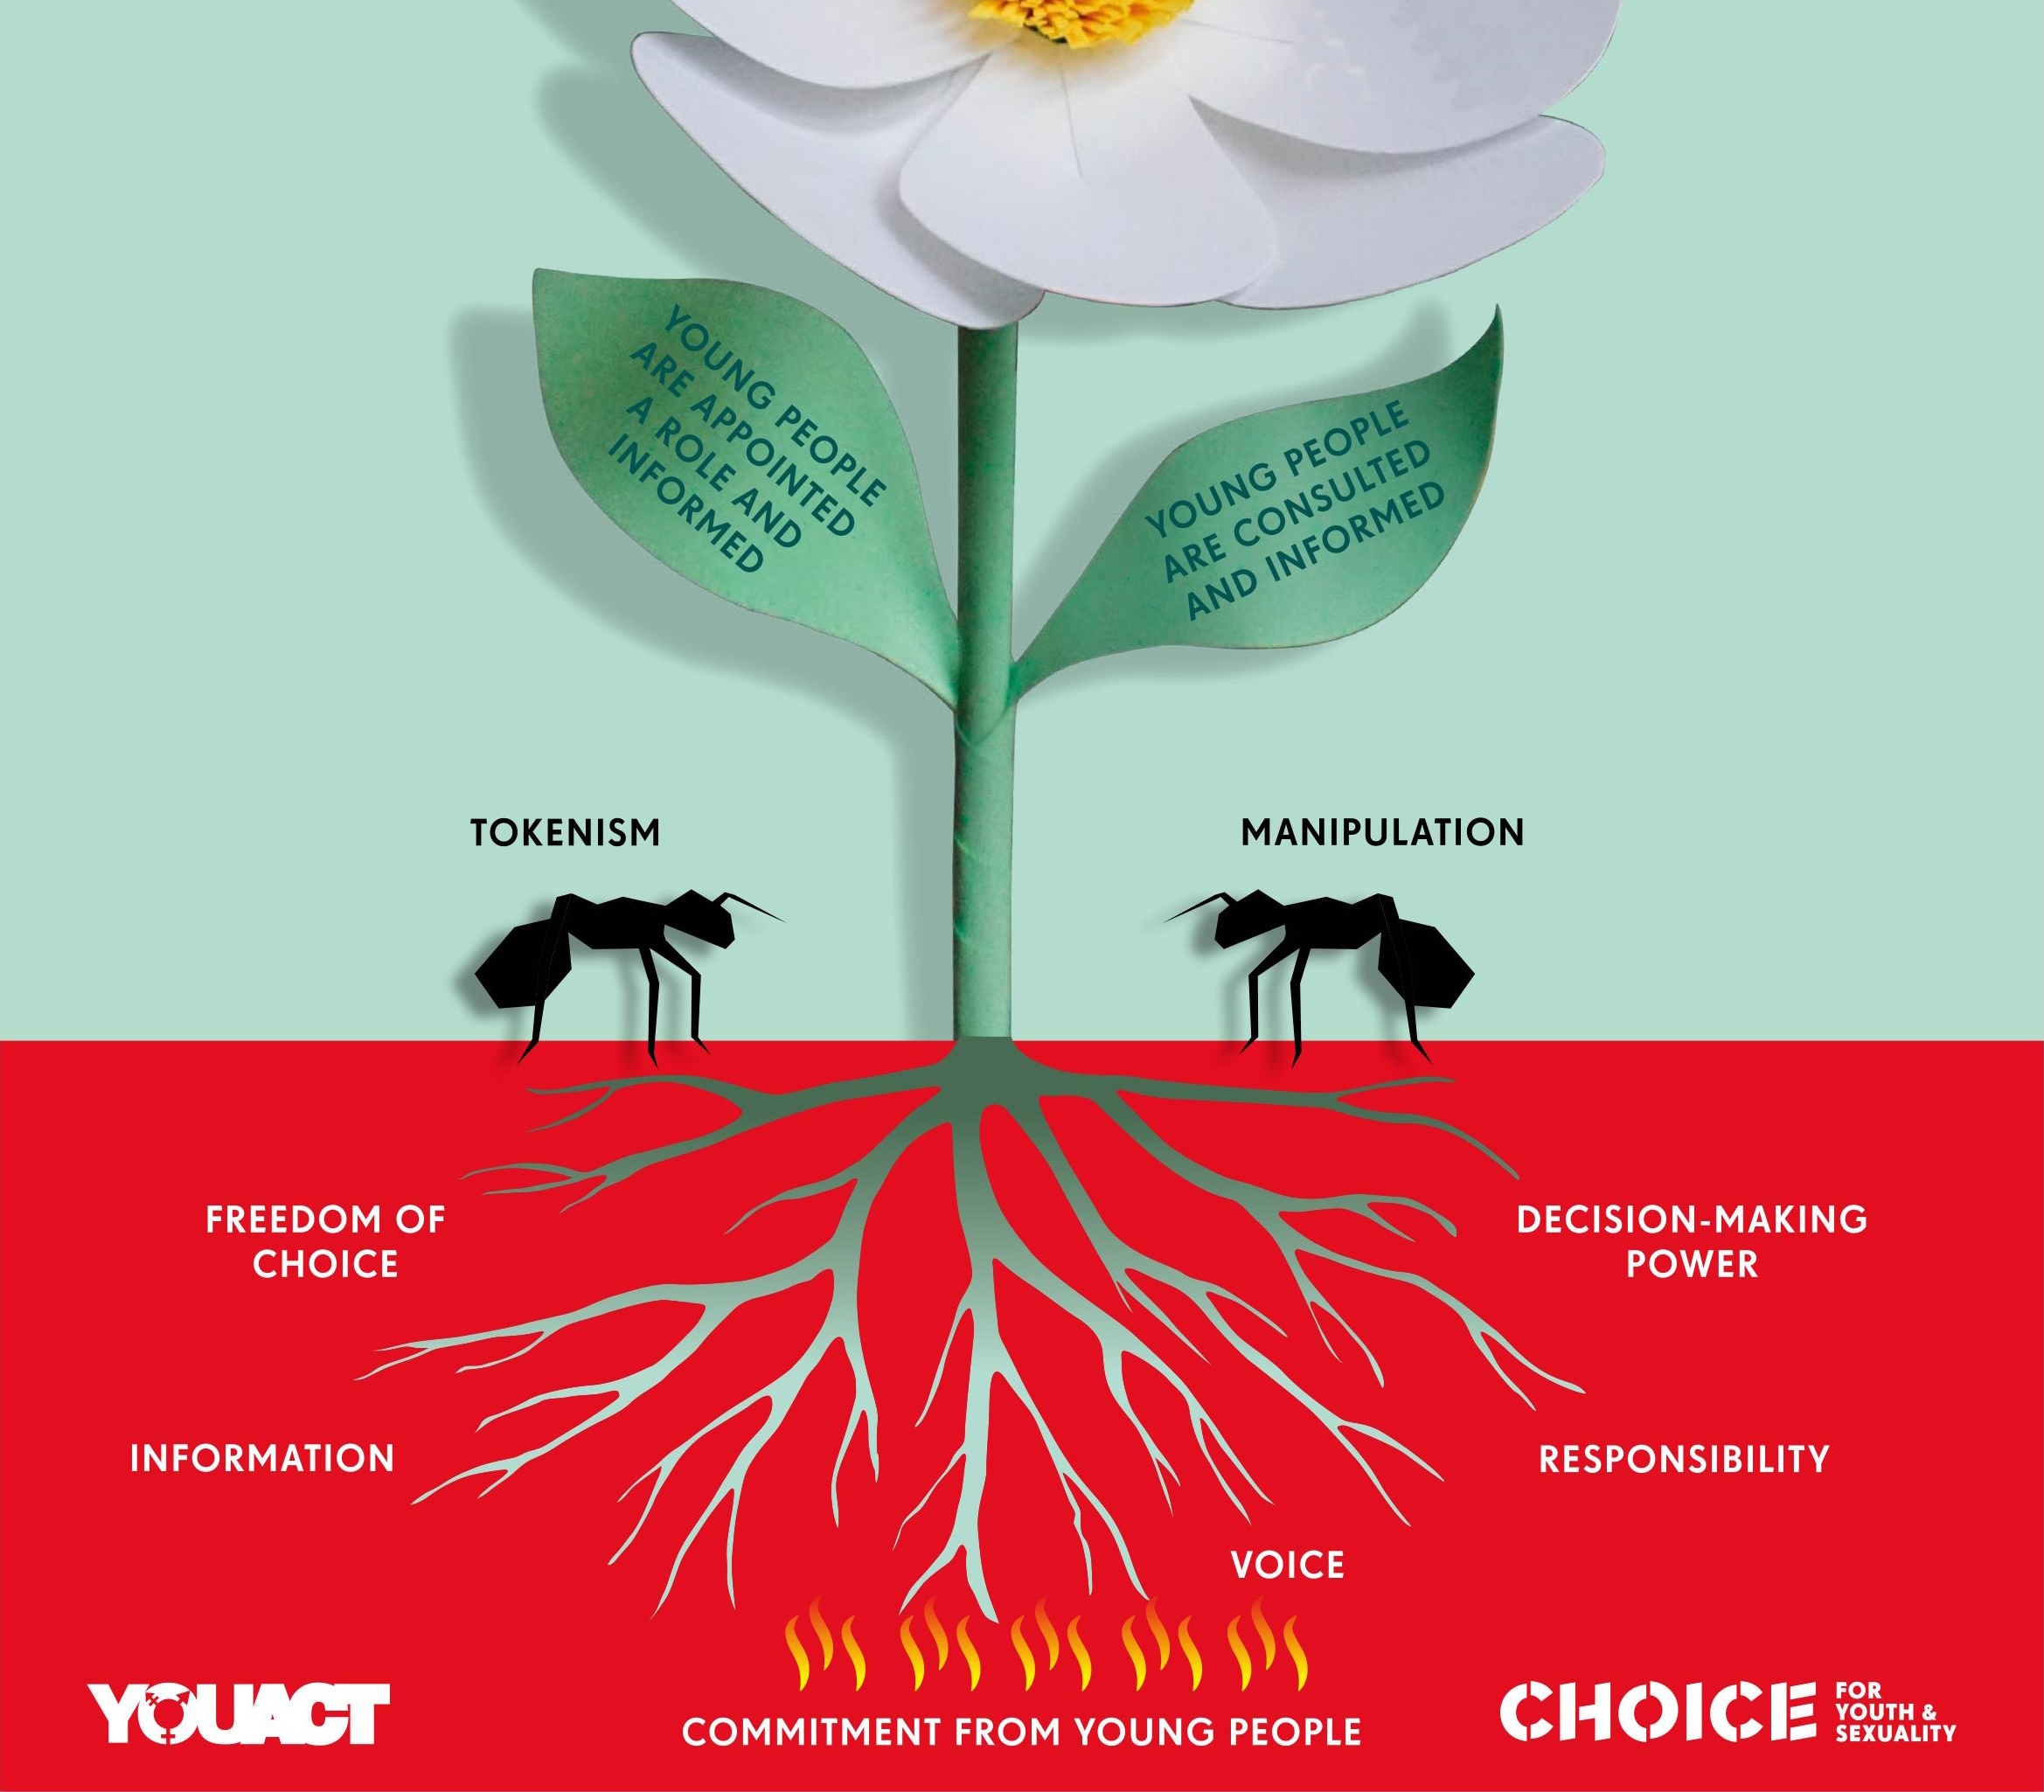 YOUNG PEOPLE
ARE APPOINTED
A ROLE AND
INFORMED
YOUNG PEOPLE
ARE CONSULTED
AND INFORMED
TOKENISM
MANIPULATION
FREEDOM OF
CHOICE
DECISION-MAKING
POWER
INFORMATION
RESPONSIBILITY
VOICE
COMMITMENT FROM YOUNG PEOPLE
YOUACT
CHOICE
FOR
YOUTH &
SEXUALITY